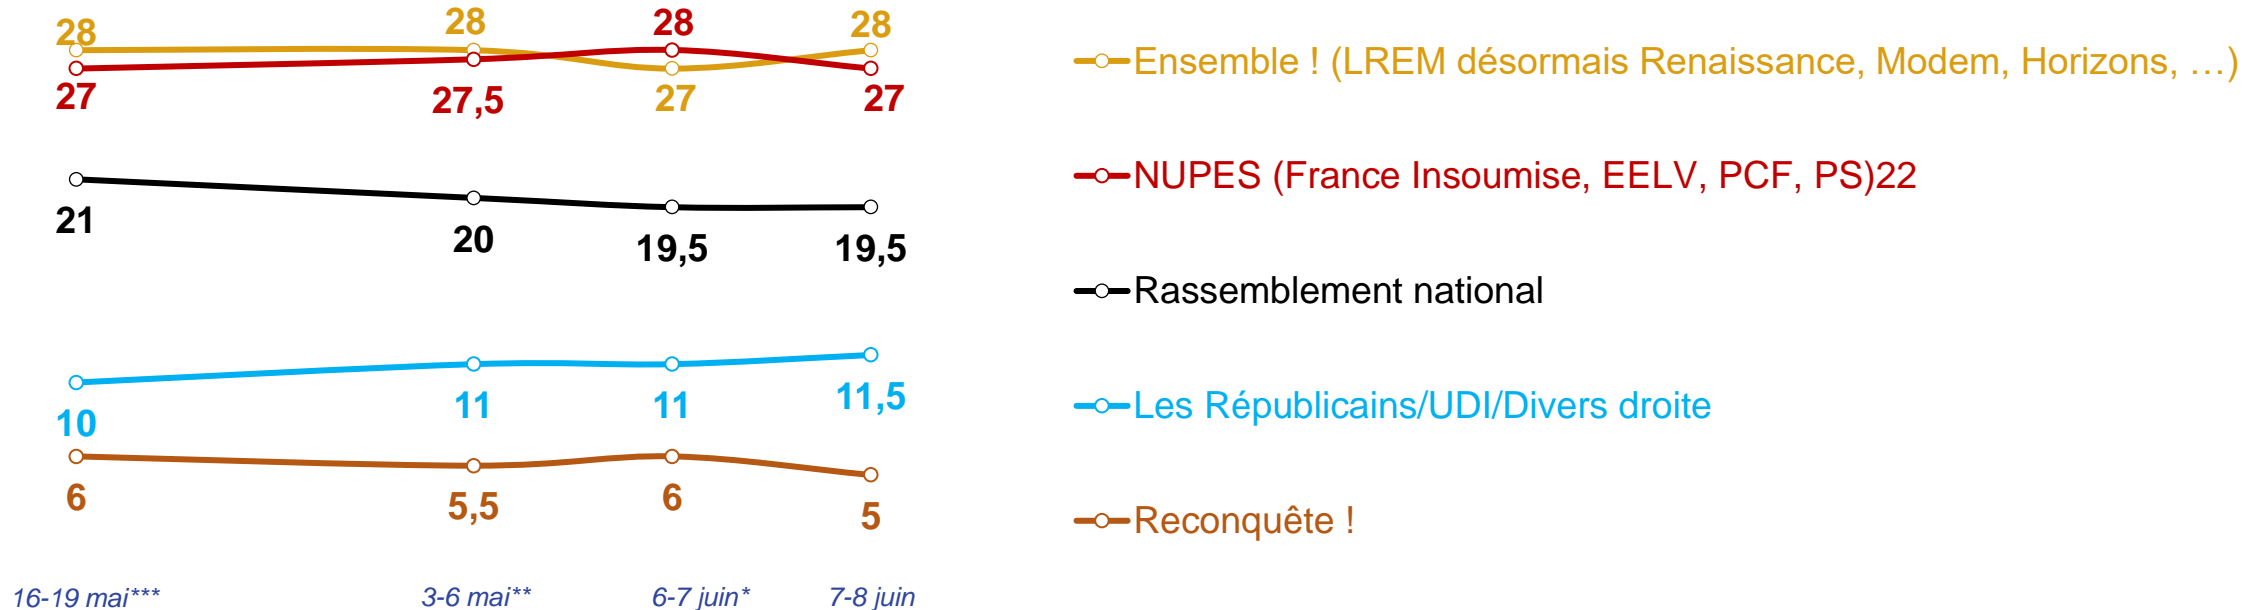 28
28
28
28
Ensemble ! (LREM désormais Renaissance, Modem, Horizons, …)
27
27,5
27
27
NUPES (France Insoumise, EELV, PCF, PS)22
21
20
19,5
19,5
Rassemblement national
10
11
11
11,5
Les Républicains/UDI/Divers droite
6
5,5
6
5
Reconquête !
16-19 mai***
3-6 mai**
6-7 juin*
7-8 juin